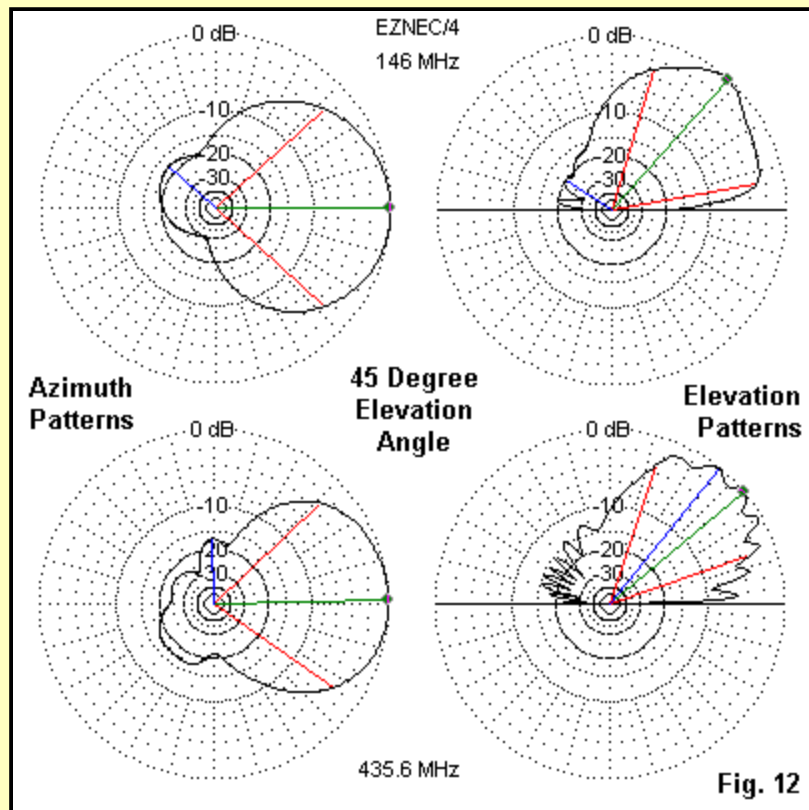 0 dB
EZNEC/4
0 dB
146 MHz
-10
-10
20
20
-30
-30
Azimuth
Patterns
45 Degree
Elevation
Angle
Elevation
Patterns
0 dB
0 dB
-10
-10
20
20
30
30
435.6 MHz
Fig. 12